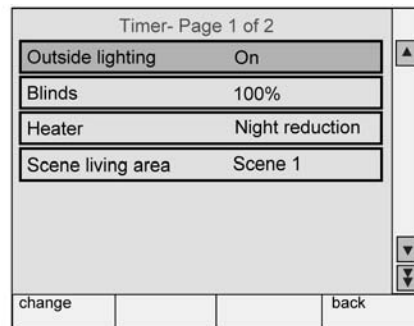 Timer- Page 1 of 2
Outside lighting On
Blinds 100%
Heater Night reduction
Scene living area Scene 1
change back